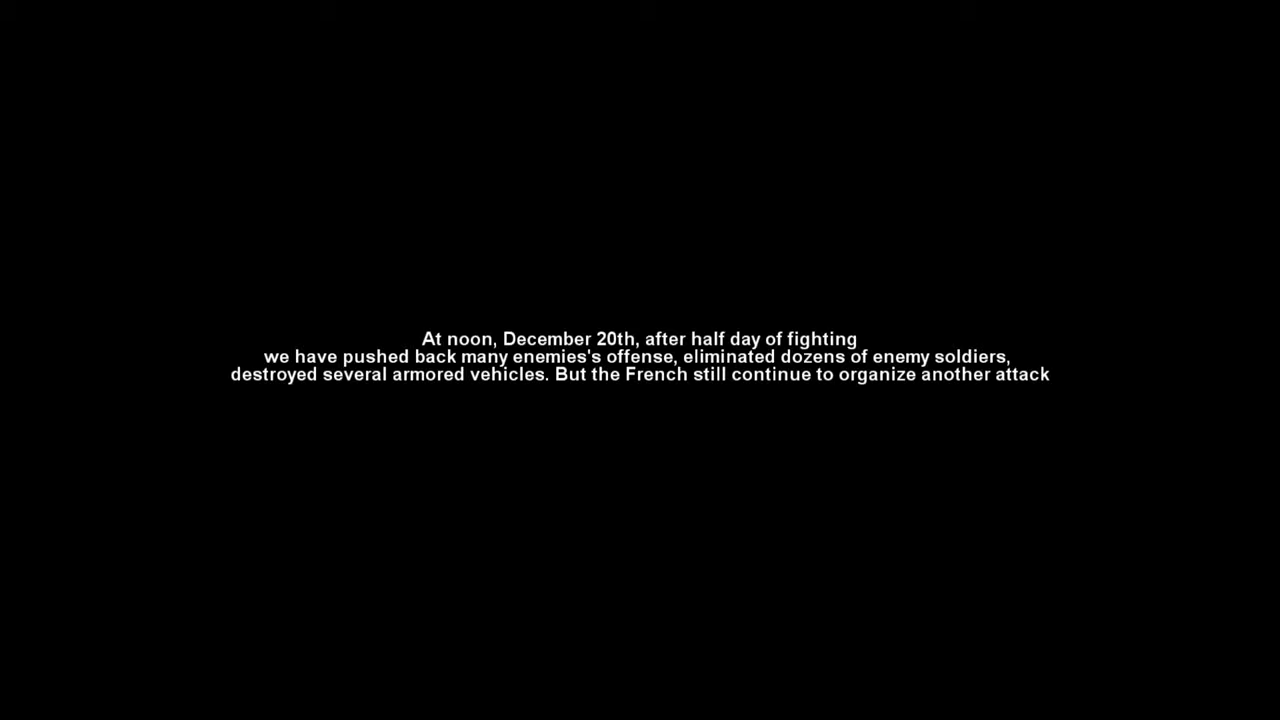 At noon, December 20th, after half day of fighting
we have pushed back many enemies's offense, eliminated dozens of enemy soldiers,
destroyed several armored vehicles. But the French still continue to organize another attack